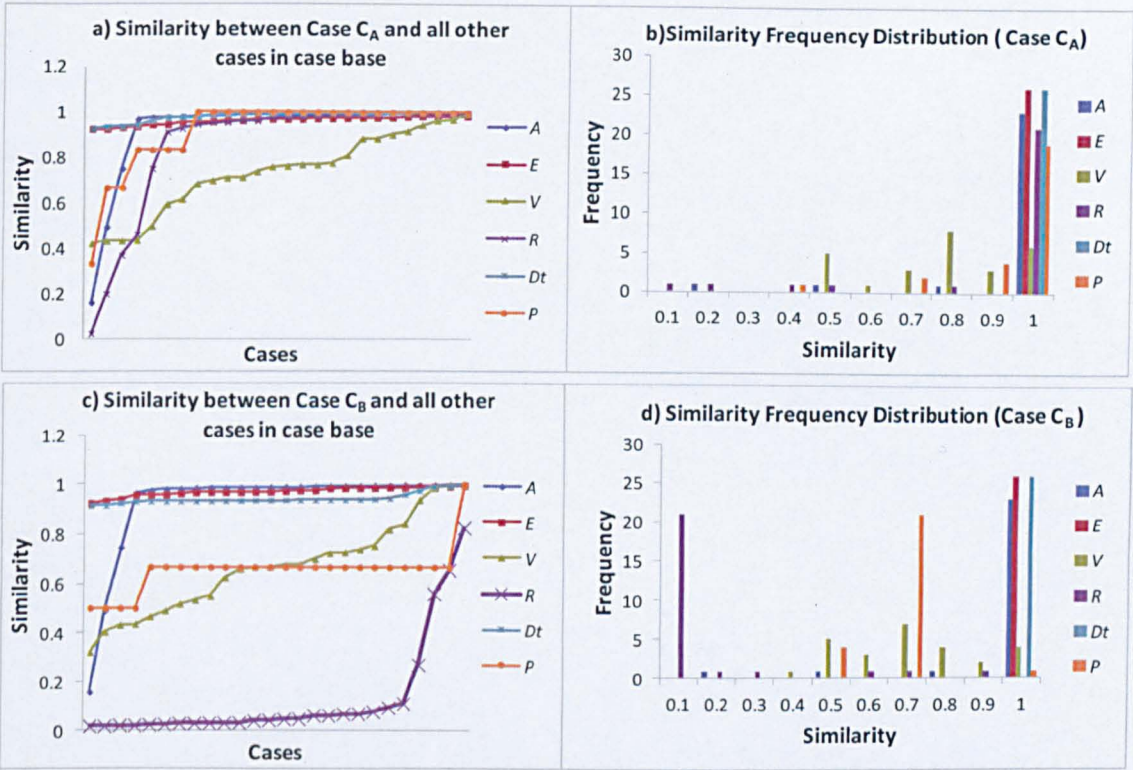 a) Similarity between Case CA and all other
cases in case base
1.2
1
0.8
0.6
0.4
0.2
0
Similarity
Cases
A
E
V
R
Dt
P
b)Similarity Frequency Distribution ( Case CA)
30
25
20
15
10
5
0
Frequency
0.1 0.2 0.3 0.4 0.5 0.6 0.7 0.8 0.9 1
Similarity
A
E
V
R
Dt
P
c) Similarity between Case CB and all other
cases in case base
1.2
1
0.8
0.6
0.4
0.2
0
Similarity
Cases
A
E
V
R
Dt
P
d) Similarity Frequency Distribution (Case CB)
30
25
20
15
10
5
0
Frequency
0.1 0.2 0.3 0.4 0.5 0.6 0.7 0.8 0.9 1
Similarity
A
E
V
R
Dt
P